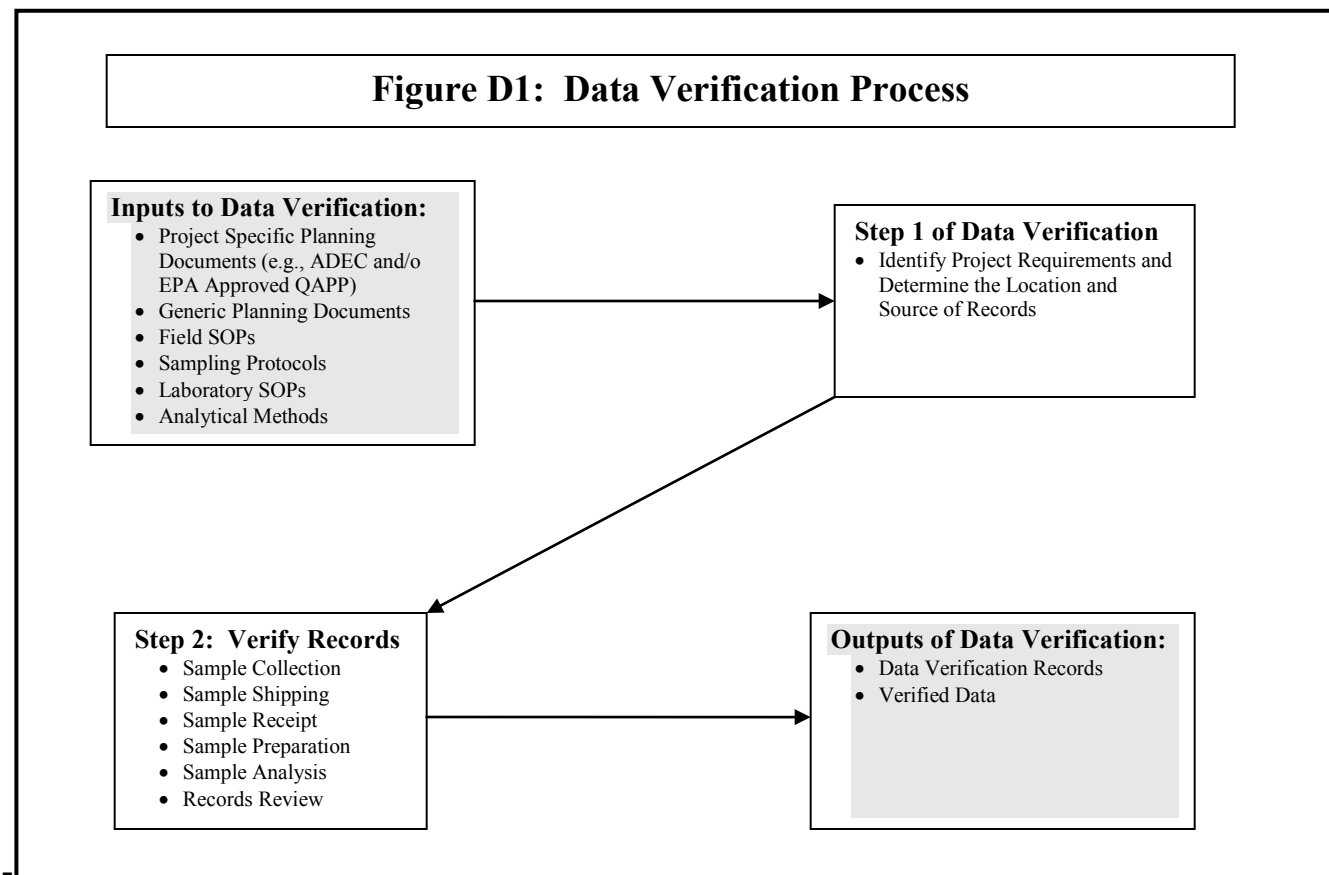 Figure D1: Data Verification Process
Inputs to Data Verification:
• Project Specific Planning
Documents (e.g., ADEC and/o
EPA Approved QAPP)
• Generic Planning Documents
• Field SOPs
• Sampling Protocols
• Laboratory SOPs
• Analytical Methods
Step 1 of Data Verification
• Identify Project Requirements and
Determine the Location and
Source of Records
Step 2: Verify Records
• Sample Collection
• Sample Shipping
• Sample Receipt
• Sample Preparation
• Sample Analysis
• Records Review
Outputs of Data Verification:
• Data Verification Records
• Verified Data